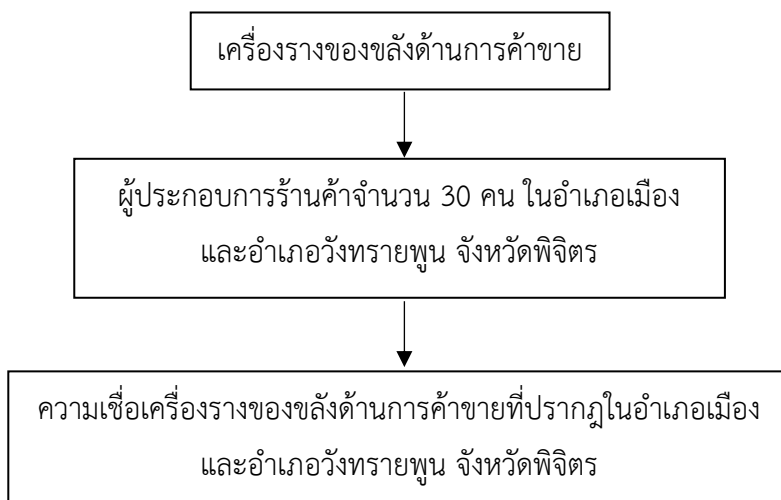 เครื่องรางของขลังด้านการค้าขาย
ผู้ประกอบการร้านค้าจำนวน 30 คน ในอำเภอเมือง
และอำเภอวังทรายพูน จังหวัดพิจิตร
ความเชื่อเครื่องรางของขลังด้านการค้าขายที่ปรากฏในอำเภอเมือง
และอำเภอวังทรายพูน จังหวัดพิจิตร